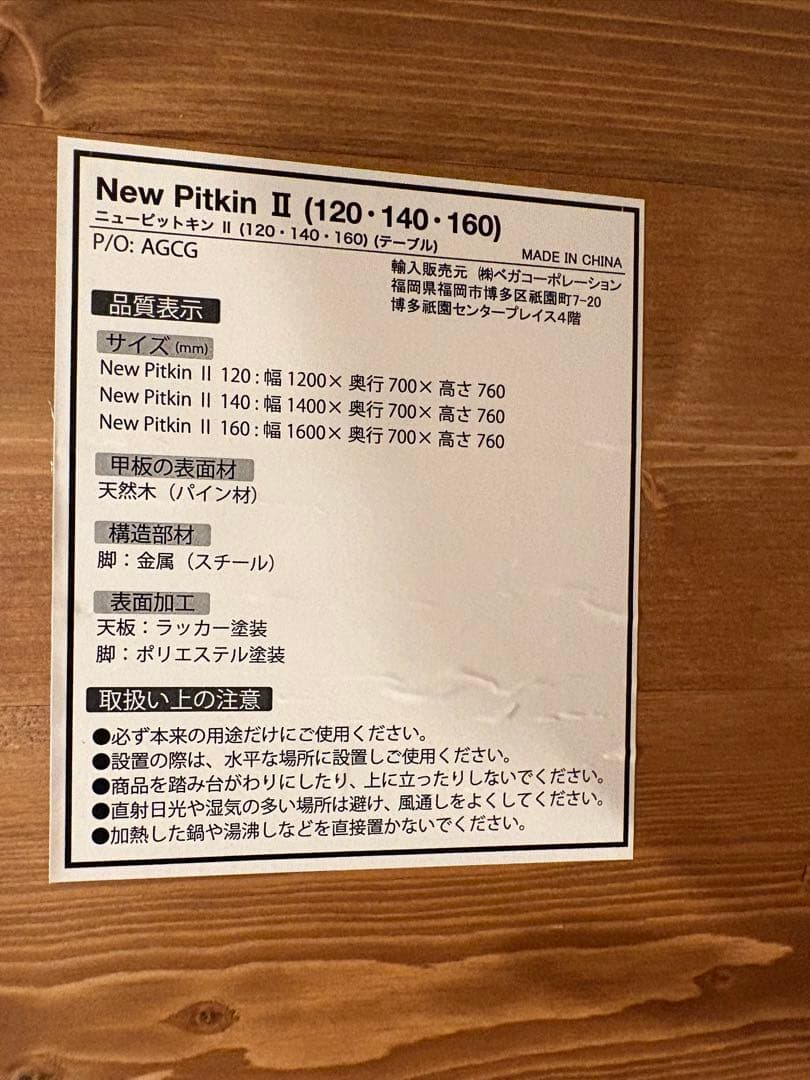 New Pitkin Ⅱ (120・140・160)
ニューピットキン Ⅱ (120・140・160) (テーブル)
P/O: AGCG
MADE IN CHINA
輸入販売元 ㈱ベガコーポレーション
福岡県福岡市博多区祇園町7-20
博多祇園センタープレイス4階
品質表示
サイズ(mm)
New Pitkin Ⅱ 120 : 幅 1200× 奥行 700× 高さ 760
New Pitkin Ⅱ 140 : 幅 1400× 奥行 700× 高さ 760
New Pitkin Ⅱ 160 : 幅 1600× 奥行 700× 高さ 760
甲板の表面材
天然木（パイン材）
構造部材
脚：金属（スチール）
表面加工
天板：ラッカー塗装
脚：ポリエステル塗装
取扱い上の注意
●必ず本来の用途だけにご使用ください。
●設置の際は、水平な場所に設置しご使用ください。
●商品を踏み台がわりにしたり、上に立ったりしないでください。
●直射日光や湿気の多い場所は避け、風通しをよくしてください。
●加熱した鍋や湯沸しなどを直接置かないでください。